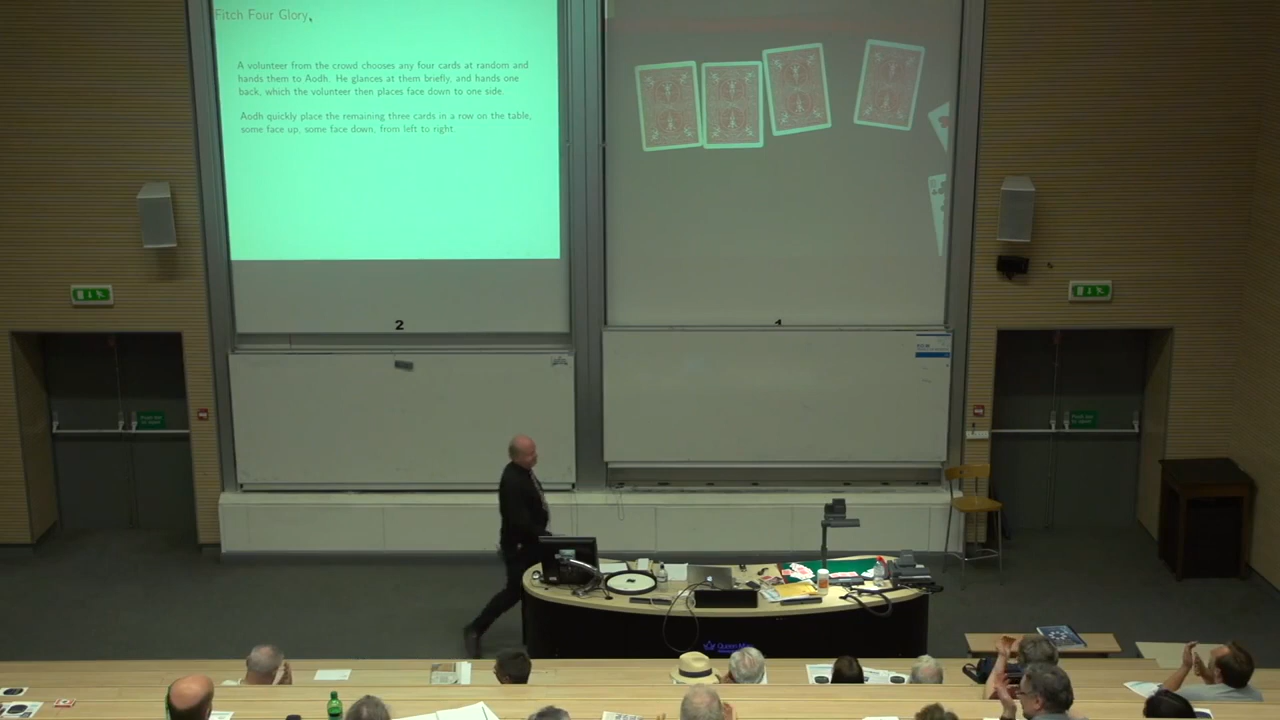 Fitch Four Glory
A volunteer from the crowd chooses any four cards at random and
hands them to Aodh. He glances at them briefly, and hands one
back, which the volunteer then places face down to one side.
Aodh quickly place the remaining three cards in a row on the table,
some face up, some face down, from left to right.
2
1
Queen Mary